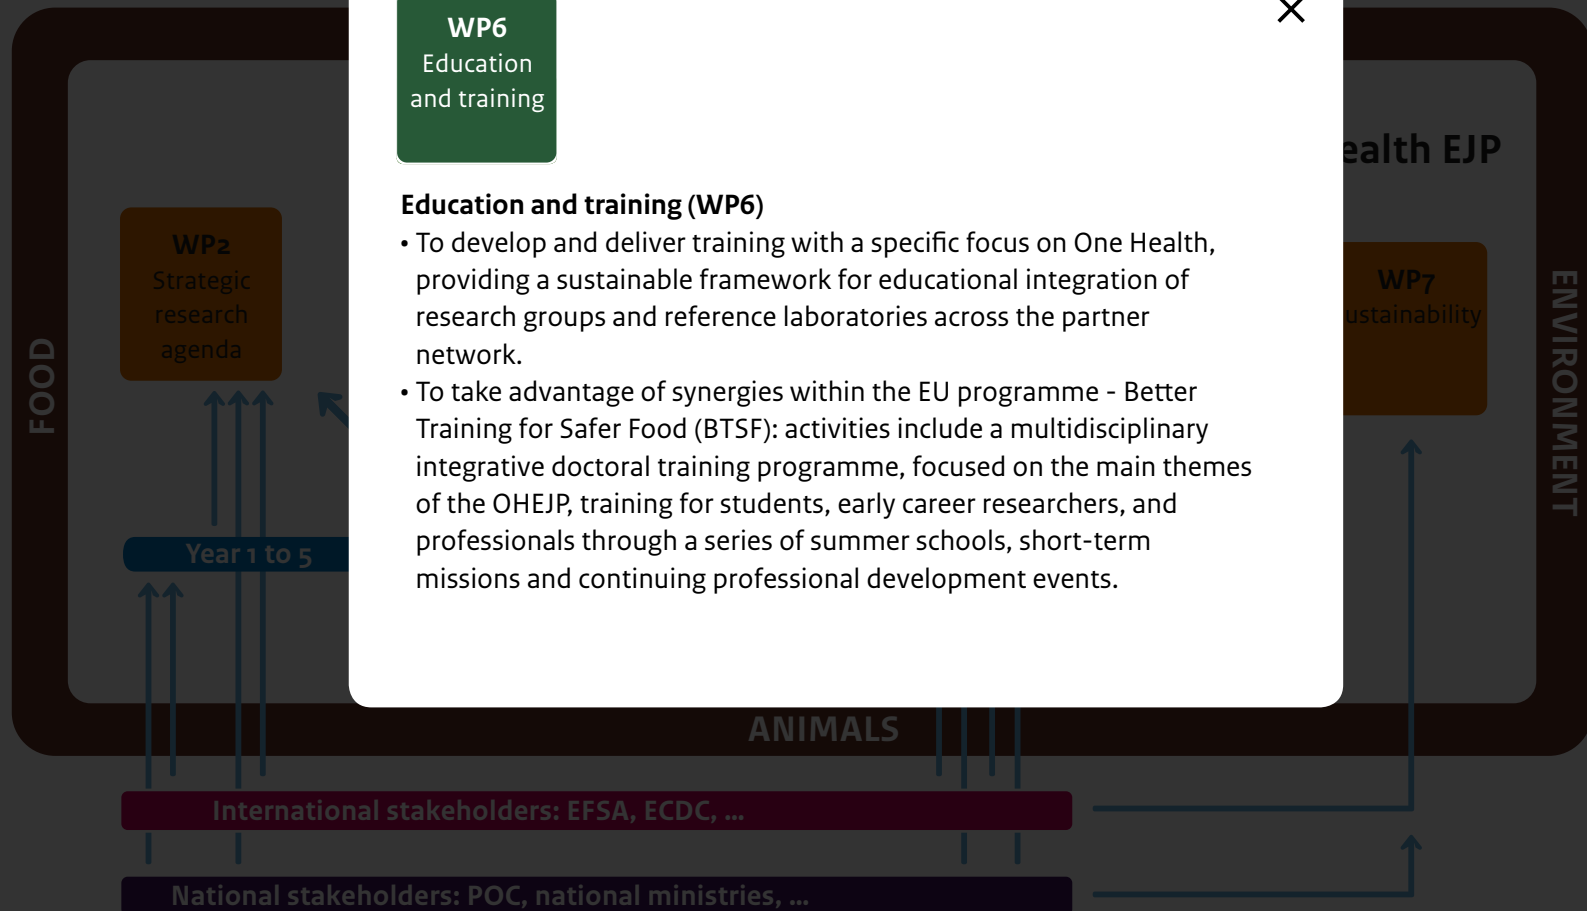 WP6
Education
and training
ealth EJP
Education and training (WP6)
• To develop and deliver training with a specific focus on One Health,
providing a sustainable framework for educational integration of
research groups and reference laboratories across the partner
network.
• To take advantage of synergies within the EU programme - Better
Training for Safer Food (BTSF): activities include a multidisciplinary
integrative doctoral training programme, focused on the main themes
of the OHEJP, training for students, early career researchers, and
professionals through a series of summer schools, short-term
missions and continuing professional development events.
WP2
Strategic
research
agenda
WP7
ustainability
FOOD
ENVIRONMENT
Year 1 to 5
ANIMALS
International stakeholders: EFSA, ECDC, ...
National stakeholders: POC, national ministries, ...